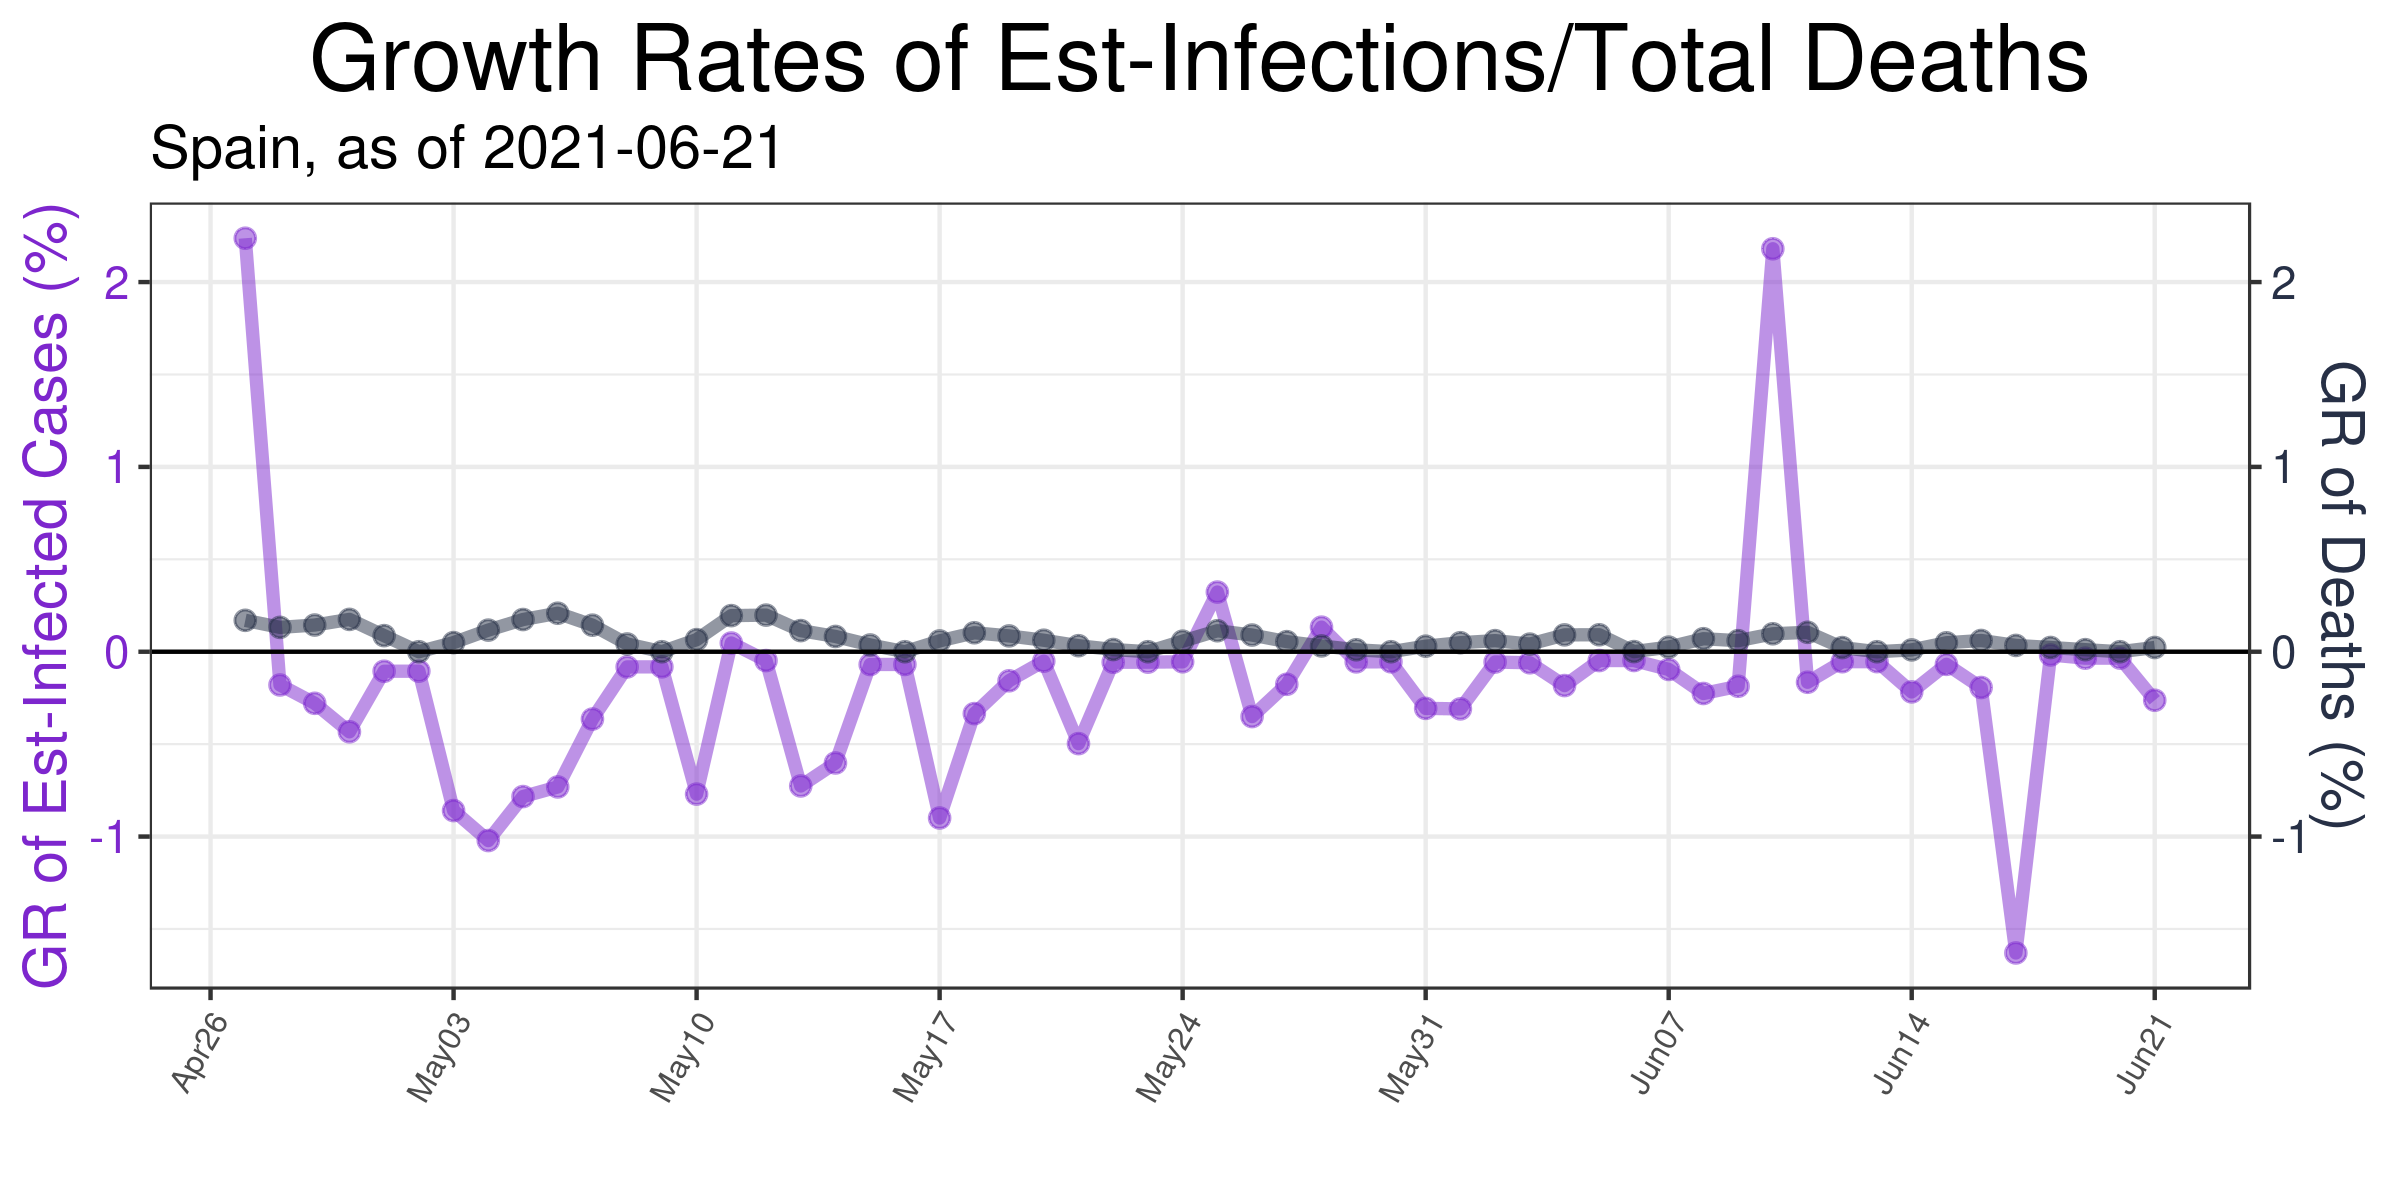 Growth Rates of Est-Infections/Total Deaths
Spain, as of 2021-06-21
GR of Est-Infected Cases (%)
2
1
0
-1
2
1
0
-1
GR of Deaths (%)
Apr26
May03
May10
May17
May24
May31
Jun07
Jun14
Jun21